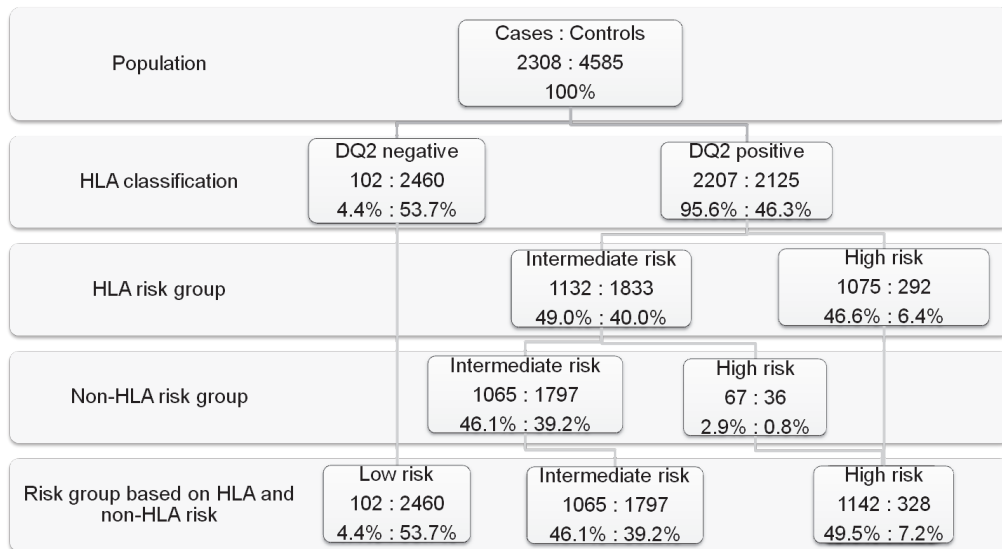 Population
Cases : Controls
2308 : 4585
100%
HLA classification
DQ2 negative
102 : 2460
4.4% : 53.7%
DQ2 positive
2207 : 2125
95.6% : 46.3%
HLA risk group
Intermediate risk
1132 : 1833
49.0% : 40.0%
High risk
1075 : 292
46.6% : 6.4%
Non-HLA risk group
Intermediate risk
1065 : 1797
46.1% : 39.2%
High risk
67 : 36
2.9% : 0.8%
Risk group based on HLA and
non-HLA risk
Low risk
102 : 2460
4.4% : 53.7%
Intermediate risk
1065 : 1797
46.1% : 39.2%
High risk
1142 : 328
49.5% : 7.2%